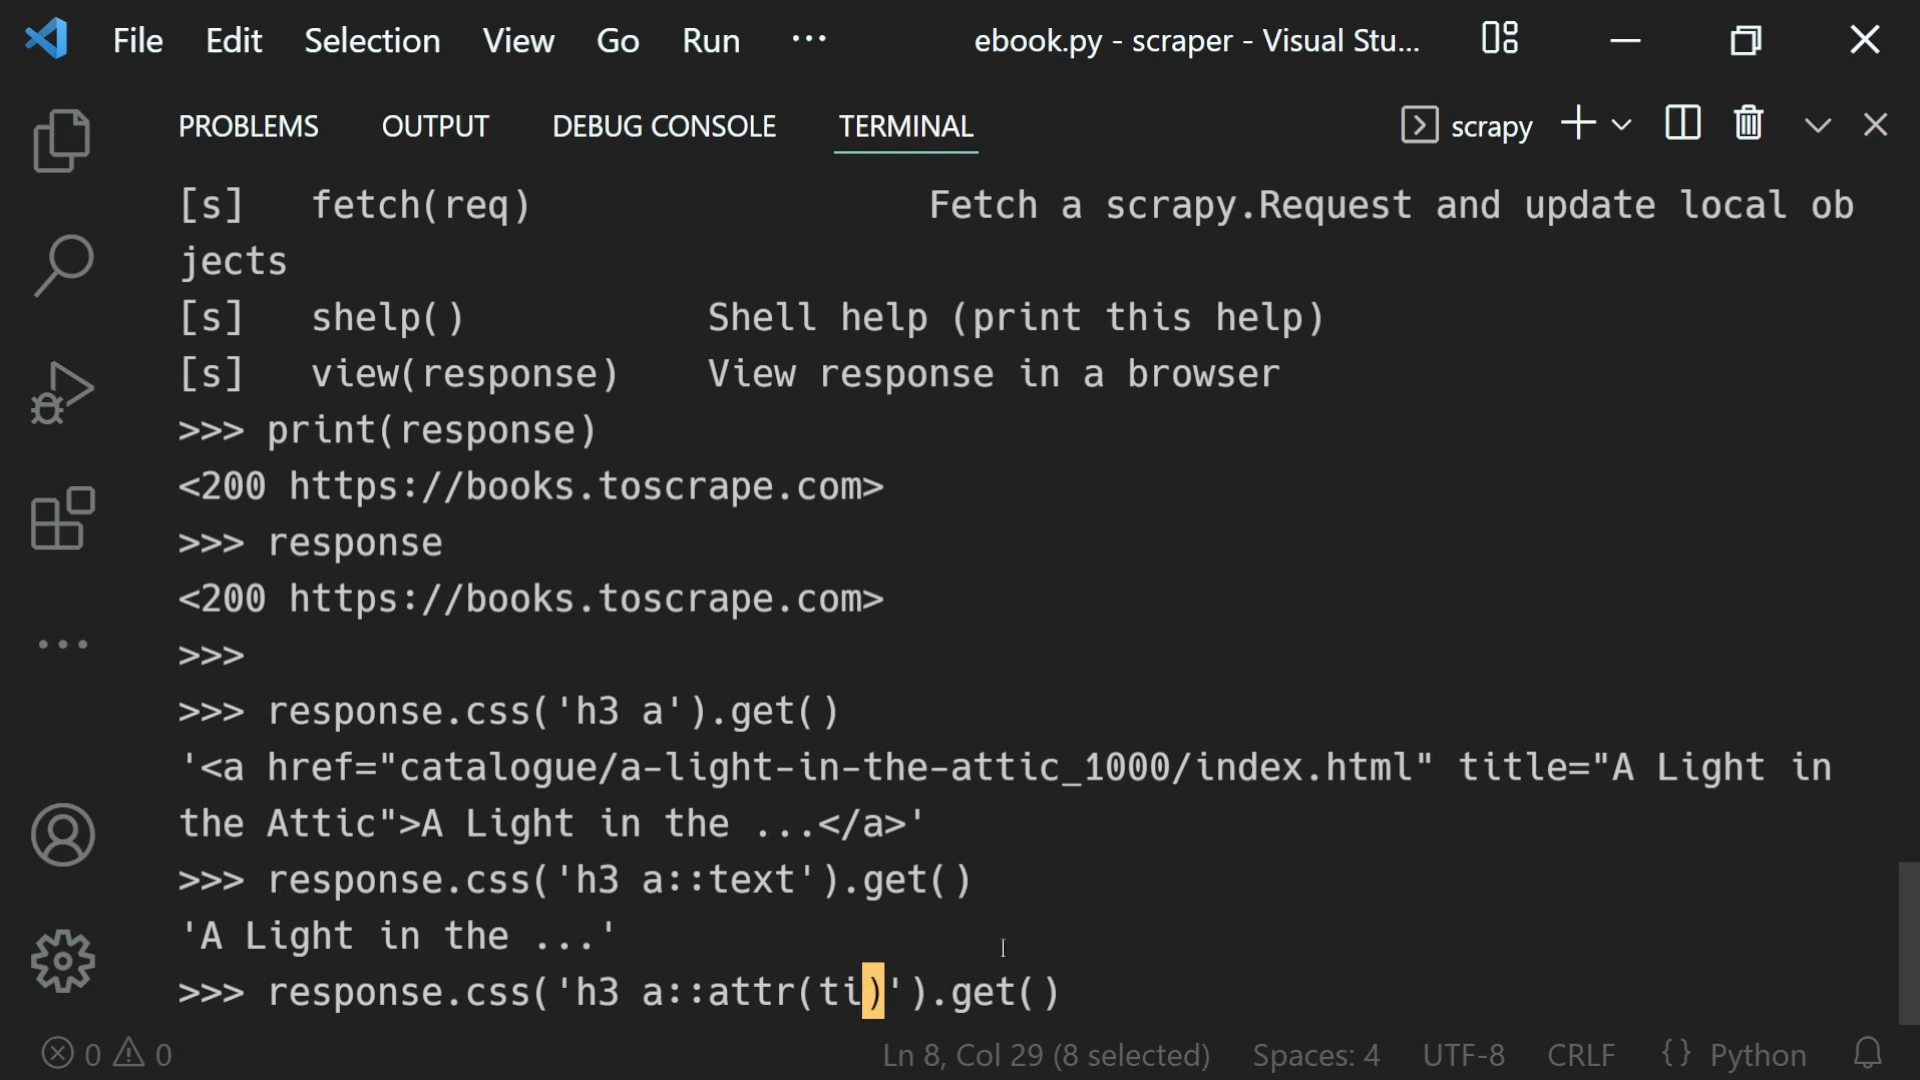 File Edit Selection View Go Run ··· ebook.py - scraper - Visual Stu...
PROBLEMS OUTPUT DEBUG CONSOLE TERMINAL scrapy
[s] fetch(req) Fetch a scrapy.Request and update local ob
jects
[s] shelp() Shell help (print this help)
[s] view(response) View response in a browser
>>> print(response)
<200 https://books.toscrape.com>
>>> response
<200 https://books.toscrape.com>
>>>
>>> response.css('h3 a').get()
'<a href="catalogue/a-light-in-the-attic_1000/index.html" title="A Light in
the Attic">A Light in the ...</a>'
>>> response.css('h3 a::text').get()
'A Light in the ...'
>>> response.css('h3 a::attr(ti)').get()
0 0 Ln 8, Col 29 (8 selected) Spaces: 4 UTF-8 CRLF {} Python